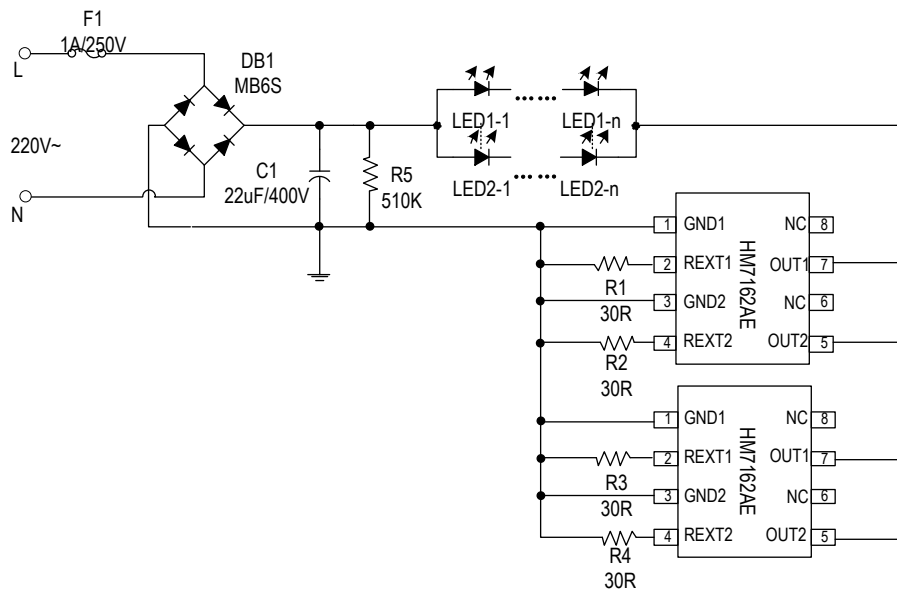 F1
1A/250V
L
DB1
MB6S
220V~
N
C1
22uF/400V
R5
510K
LED1-1
LED1-n
LED2-1
LED2-n
1
GND1
NC
8
2
REXT1
OUT1
7
3
GND2
NC
6
4
REXT2
OUT2
5
HM7162AE
R1
30R
R2
30R
1
GND1
NC
8
2
REXT1
OUT1
7
3
GND2
NC
6
4
REXT2
OUT2
5
HM7162AE
R3
30R
R4
30R